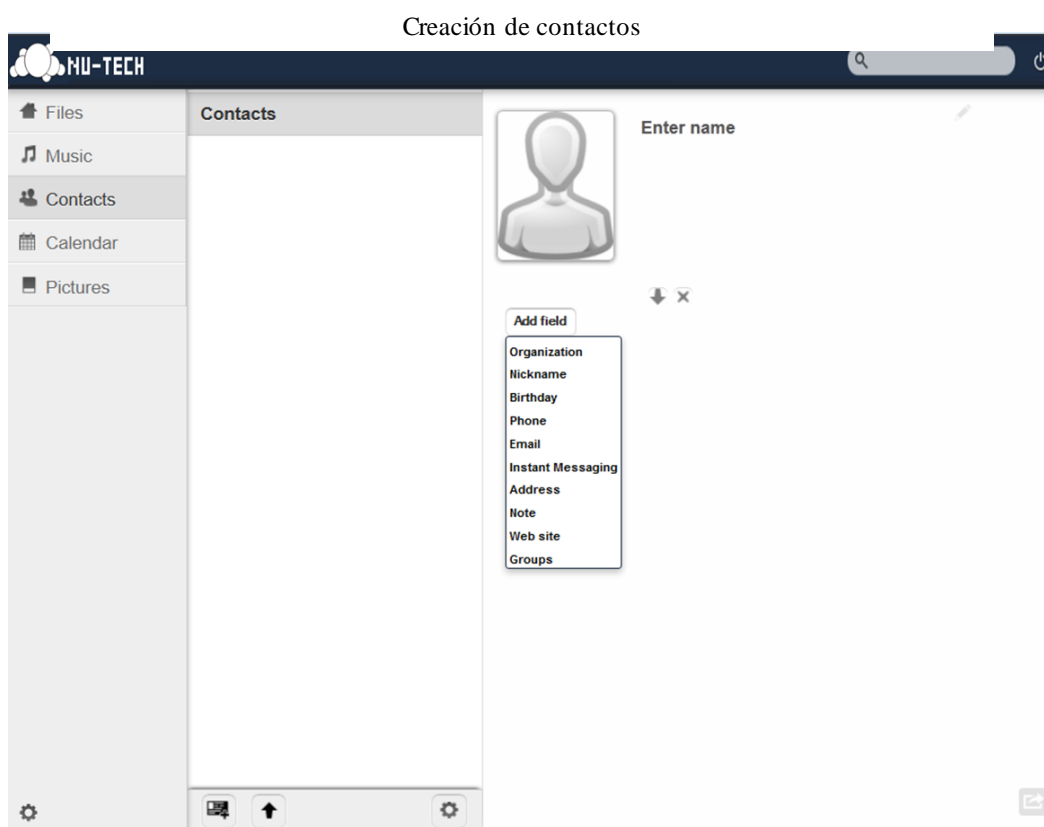 Creación de contactos
NU-TECH
Files
Music
Contacts
Calendar
Pictures
Contacts
Enter name
Add field
Organization
Nickname
Birthday
Phone
Email
Instant Messaging
Address
Note
Web site
Groups